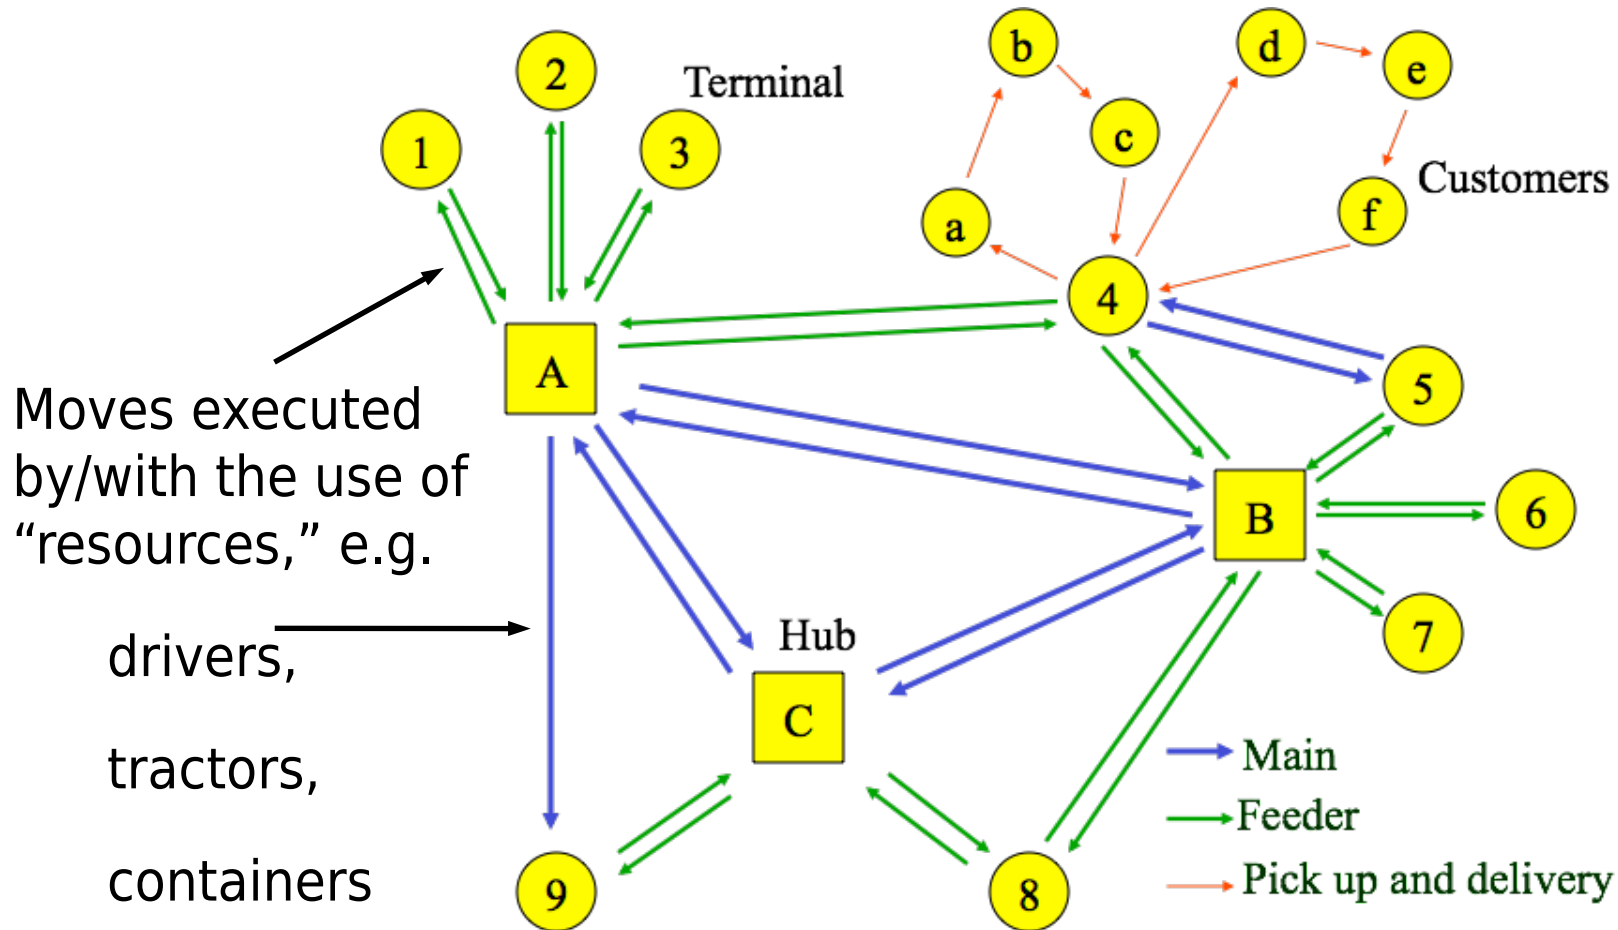 b
d
e
2
Terminal
1
3
c
Customers
a
f
4
A
5
Moves executed
by/with the use of
“resources,” e.g.
B
6
drivers,
Hub
7
C
tractors,
Main
Feeder
containers
9
8
Pick up and delivery